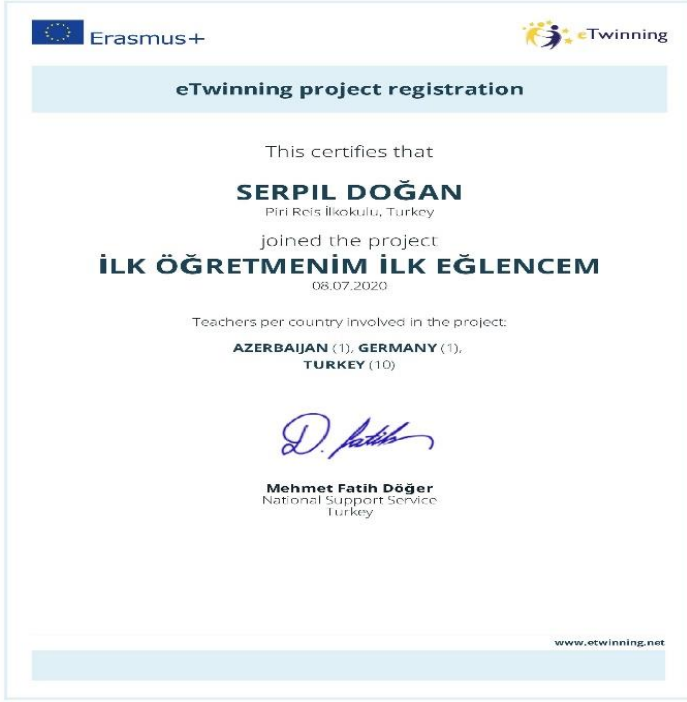 Erasmus+
eTwinning
eTwinning project registration
This certifies that
SERPIL DOĞAN
Piri Reis İlkokulu, Turkey
joined the project
İLK ÖĞRETMENİM İLK EĞLENCEM
08.07.2020
Teachers per country involved in the project:
AZERBAIJAN (1), GERMANY (1),
TURKEY (10)
D. fatih
Mehmet Fatih Döğer
National Support Service
Turkey
www.etwinning.net